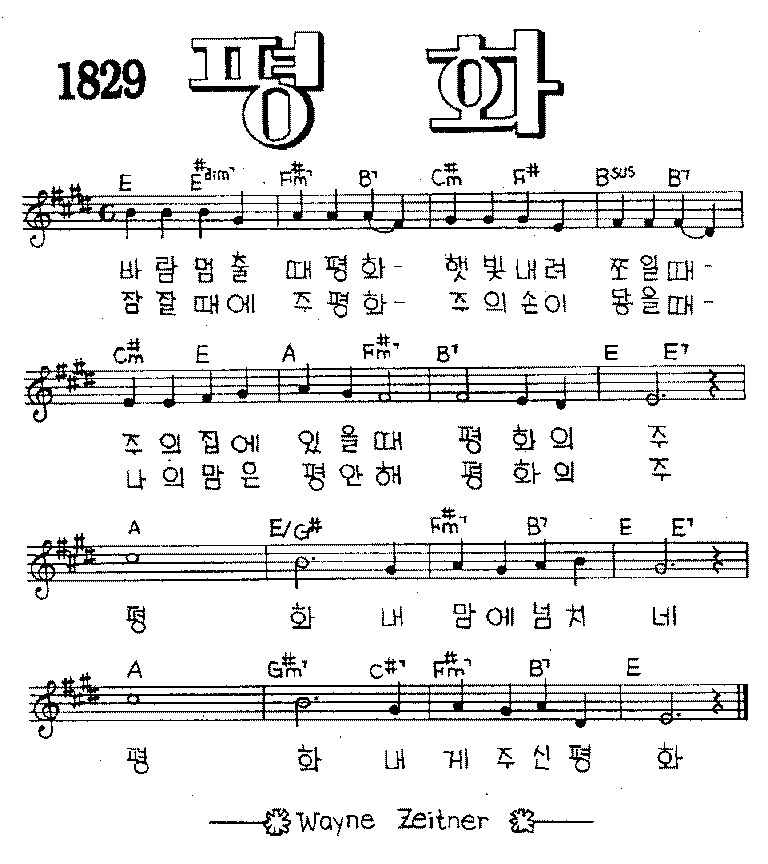 1829 평화
E E#dim7 F#m7 B7 C#m F# Bsus B7
바람멈출 때평화- 햇빛내려 쪼일때-
잠잘때에 주평화- 주의손이 돟을때-
C#m E A F#m7 B7 E E7
주의집에 있을때 평화의 주
나의맘은 평안해 평화의 주
A E/G# F#m7 B7 E E7
평 화 내 맘에넘치 네
A G#m7 C#7 F#m7 B7 E
평 화 내 게주신평 화
Wayne Zeitner